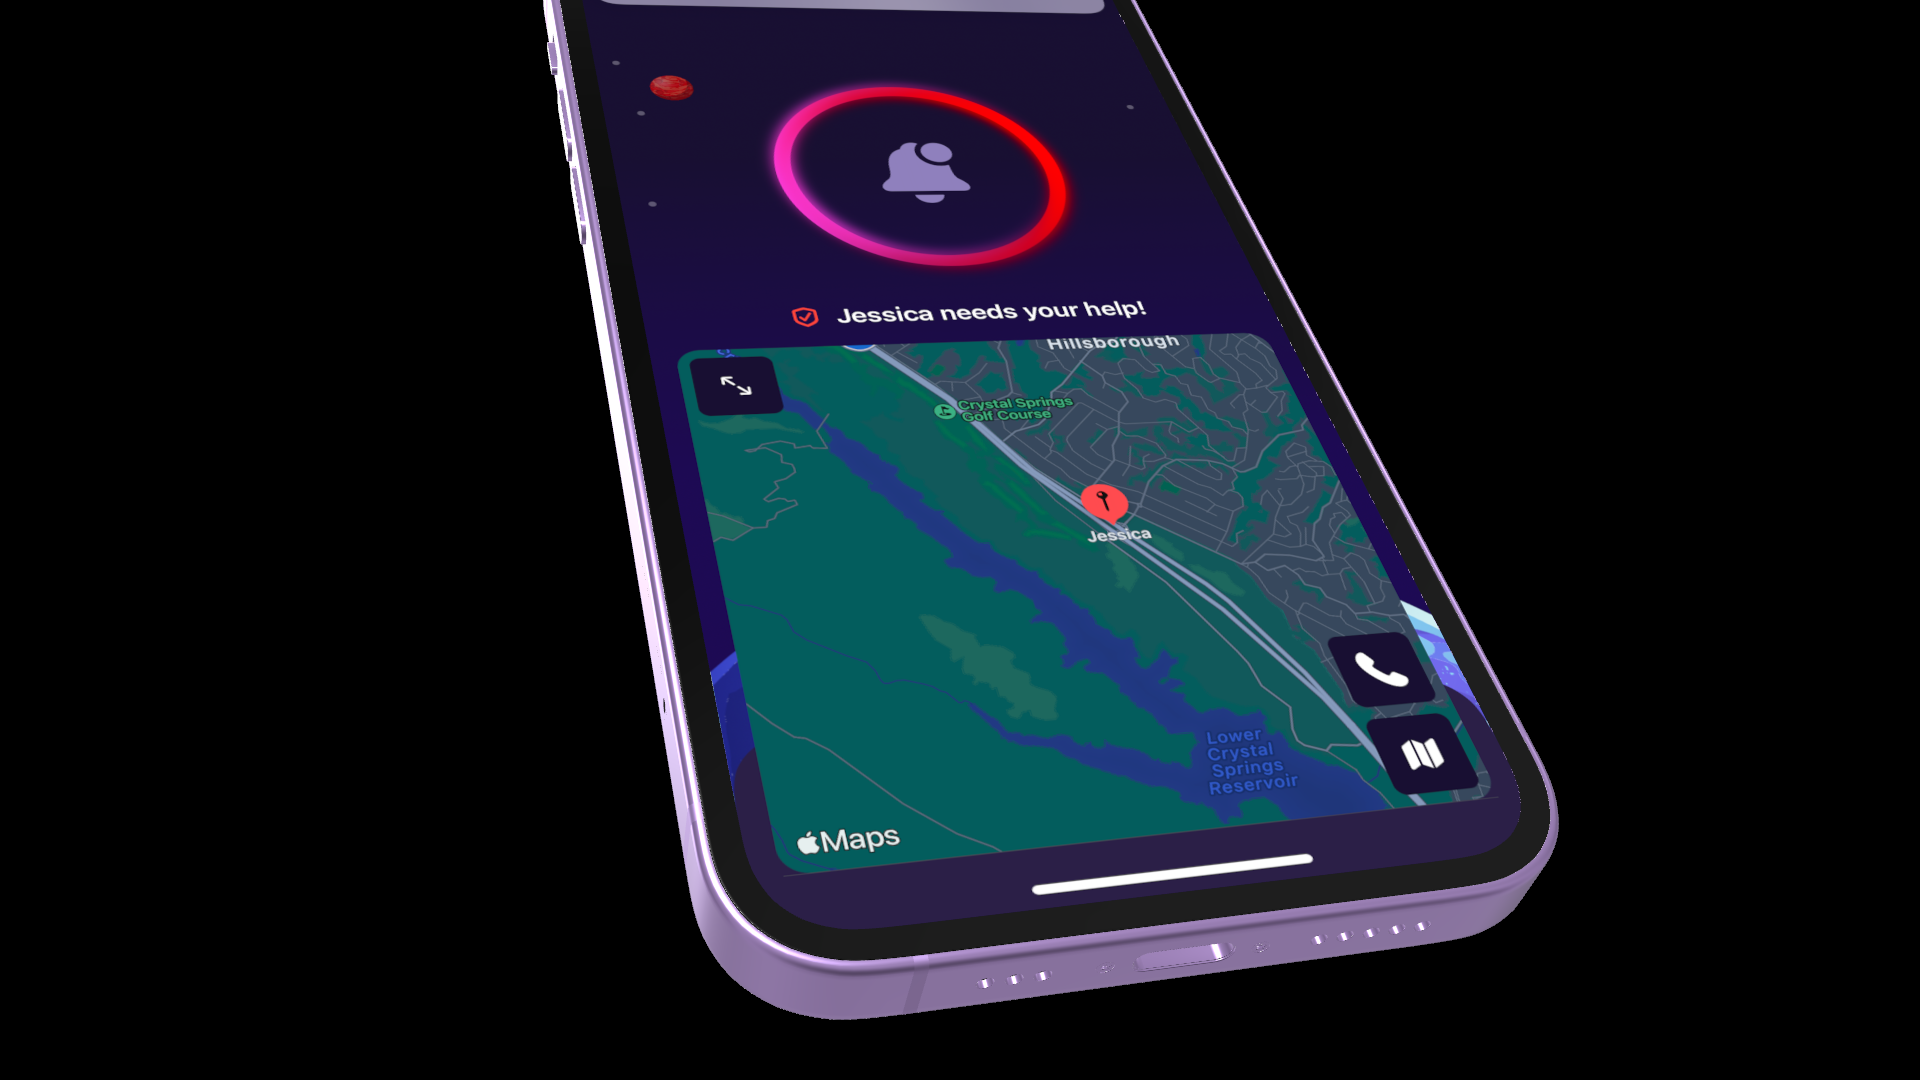 Jessica needs your help!
Hillsborough
Crystal Springs
Golf Course
Jessica
Lower
Crystal
Springs
Reservoir
Maps